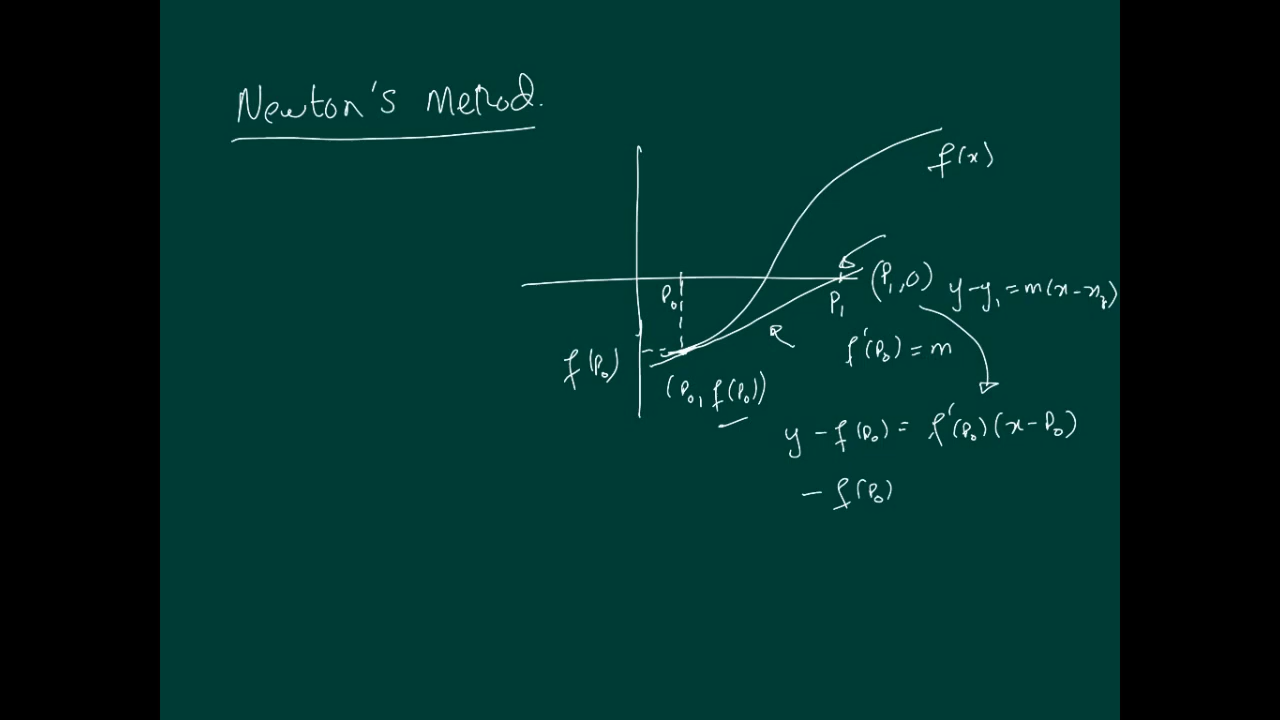 Newton's Method.
f(x)
P₀
P₁
(P₁, 0)
y - y₁ = m(x - x₁)
f(P₀)
(P₀, f(P₀))
f'(P₀) = m
y - f(P₀) = f'(P₀)(x - P₀)
- f(P₀)